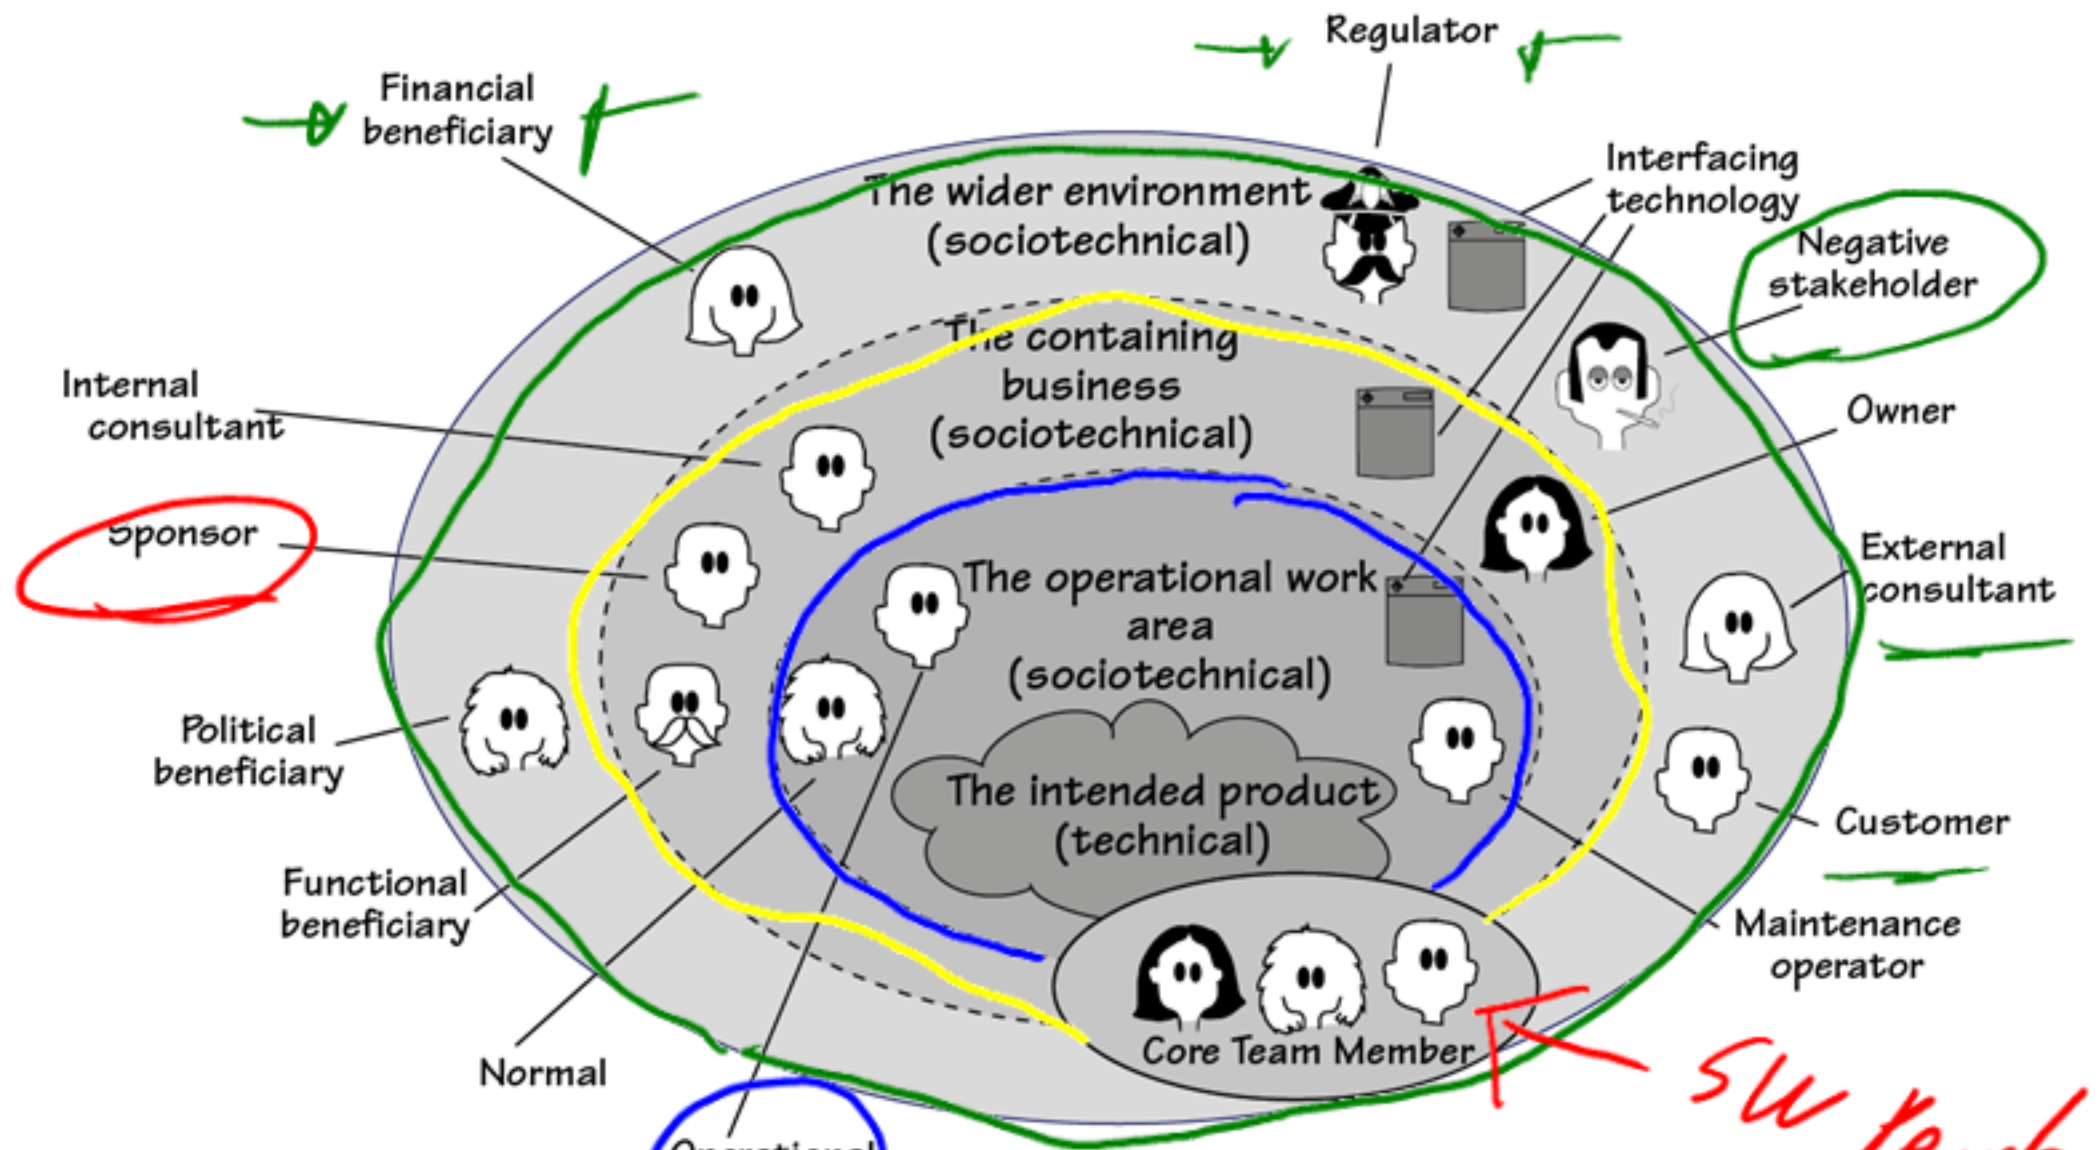 Regulator
Financial
beneficiary
Interfacing
technology
The wider environment
(sociotechnical)
Negative
stakeholder
The containing
business
(sociotechnical)
Internal
consultant
Owner
Sponsor
External
consultant
The operational work
area
(sociotechnical)
Political
beneficiary
The intended product
(technical)
Customer
Functional
beneficiary
Maintenance
operator
Normal
Core Team Member
SW
Operational